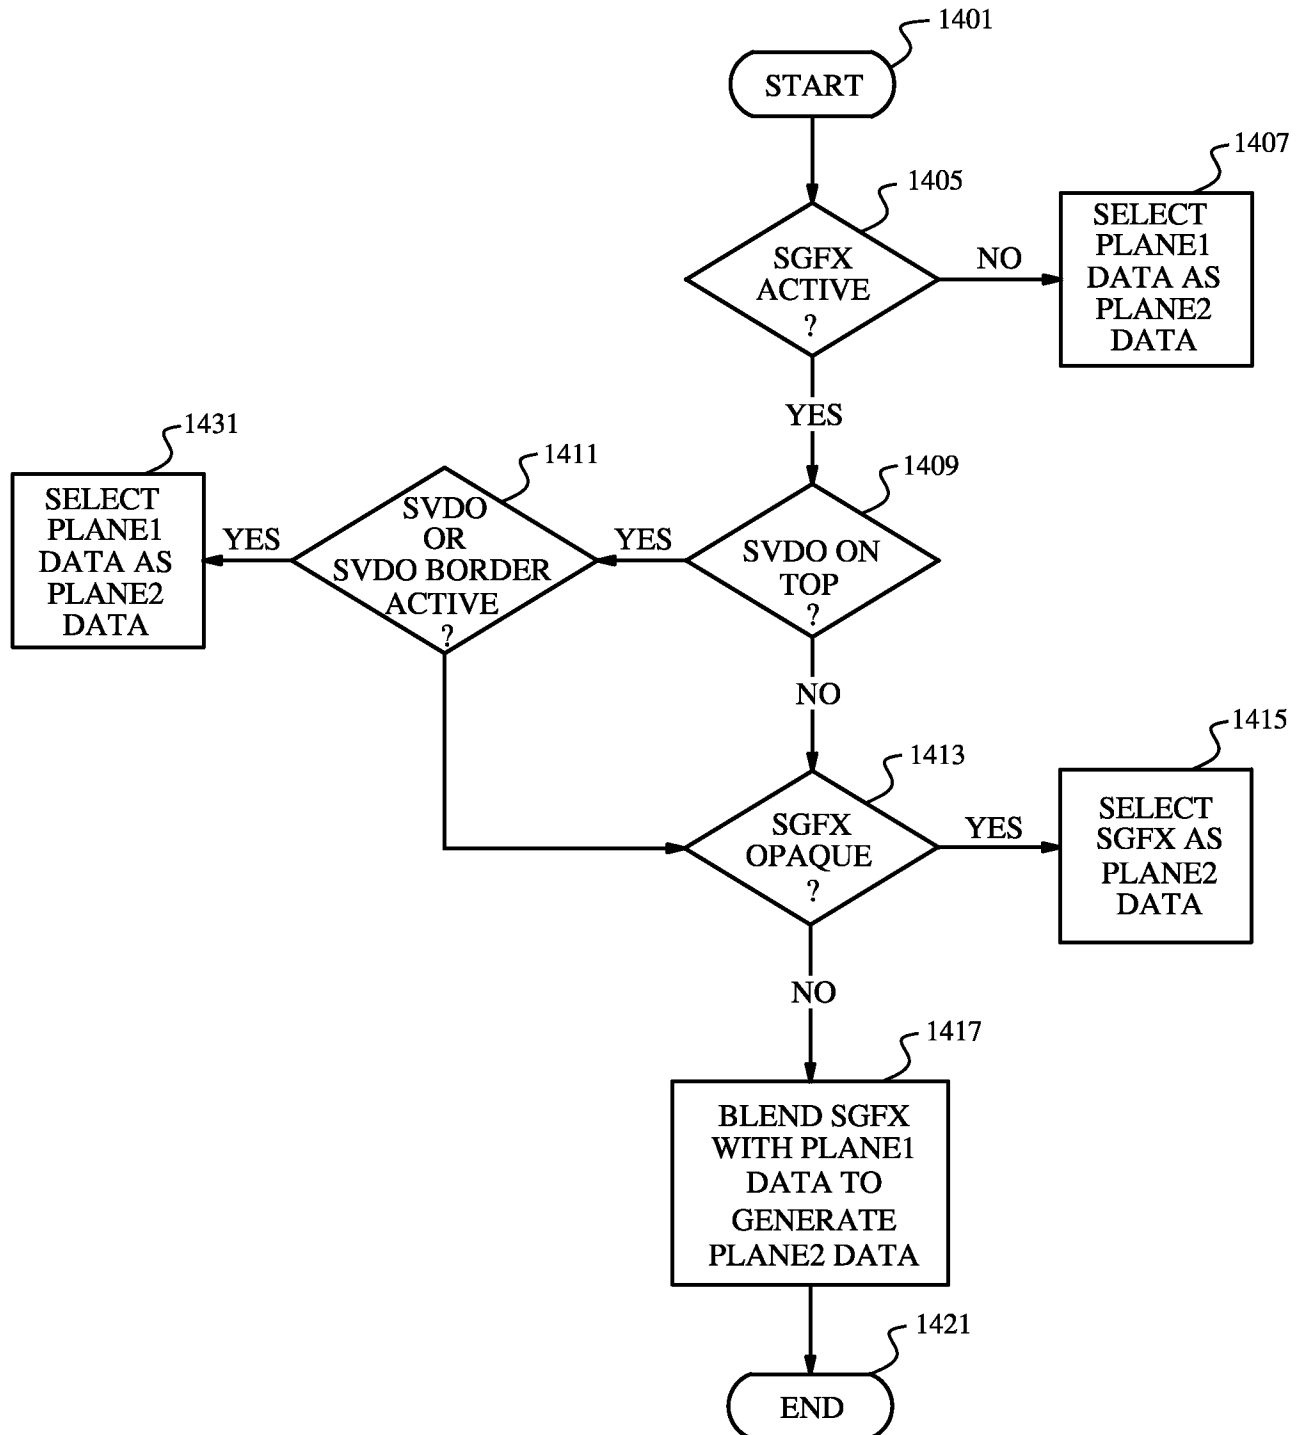 1401
START
1407
1405
SELECT
PLANE1
DATA AS
PLANE2
DATA
SGFX
ACTIVE
?
NO
YES
1431
1411
1409
SELECT
PLANE1
DATA AS
PLANE2
DATA
YES
SVDO
OR
SVDO BORDER
ACTIVE
?
YES
SVDO ON
TOP
?
NO
1415
1413
SGFX
OPAQUE
?
YES
SELECT
SGFX AS
PLANE2
DATA
NO
1417
BLEND SGFX
WITH PLANE1
DATA TO
GENERATE
PLANE2 DATA
1421
END